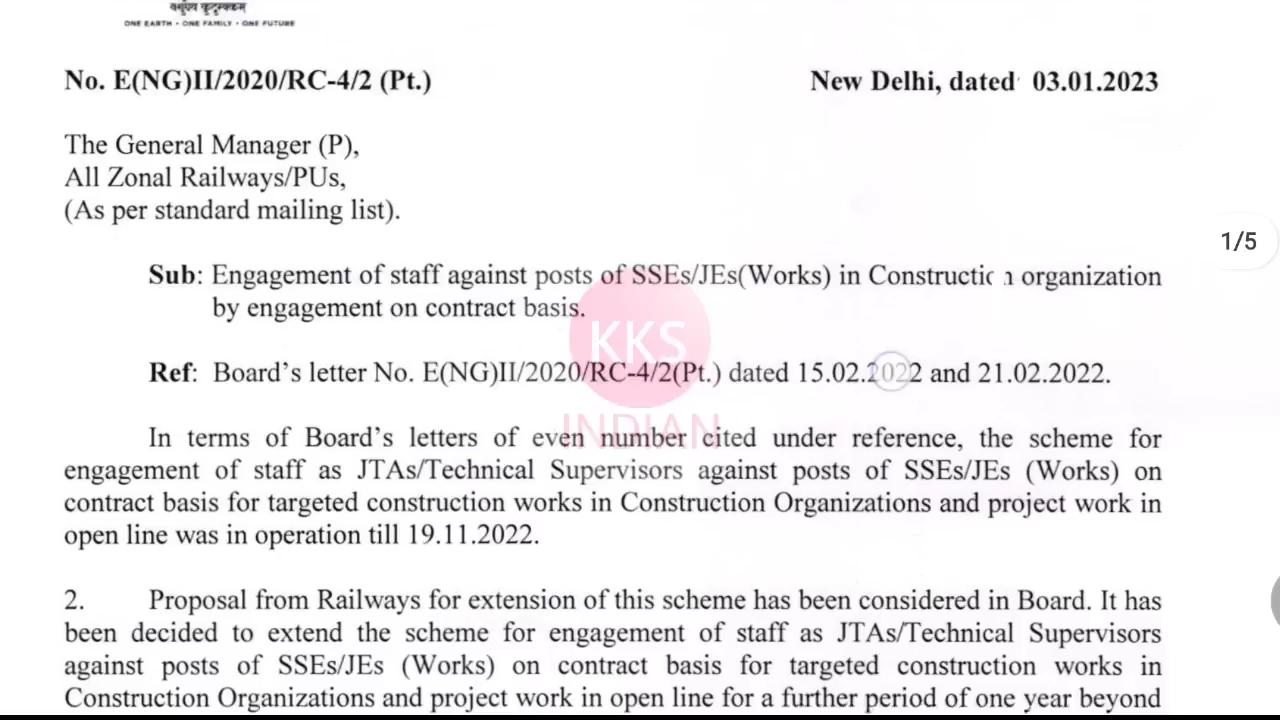 वसुधैव कुटुम्बकम्
ONE EARTH • ONE FAMILY • ONE FUTURE
No. E(NG)II/2020/RC-4/2 (Pt.)
New Delhi, dated 03.01.2023
The General Manager (P),
All Zonal Railways/PUs,
(As per standard mailing list).
1/5
Sub: Engagement of staff against posts of SSEs/JEs(Works) in Construction organization
by engagement on contract basis.
KKS
INDIAN
Ref: Board's letter No. E(NG)II/2020/RC-4/2(Pt.) dated 15.02.2022 and 21.02.2022.
In terms of Board's letters of even number cited under reference, the scheme for
engagement of staff as JTAs/Technical Supervisors against posts of SSEs/JEs (Works) on
contract basis for targeted construction works in Construction Organizations and project work in
open line was in operation till 19.11.2022.
2. Proposal from Railways for extension of this scheme has been considered in Board. It has
been decided to extend the scheme for engagement of staff as JTAs/Technical Supervisors
against posts of SSEs/JEs (Works) on contract basis for targeted construction works in
Construction Organizations and project work in open line for a further period of one year beyond